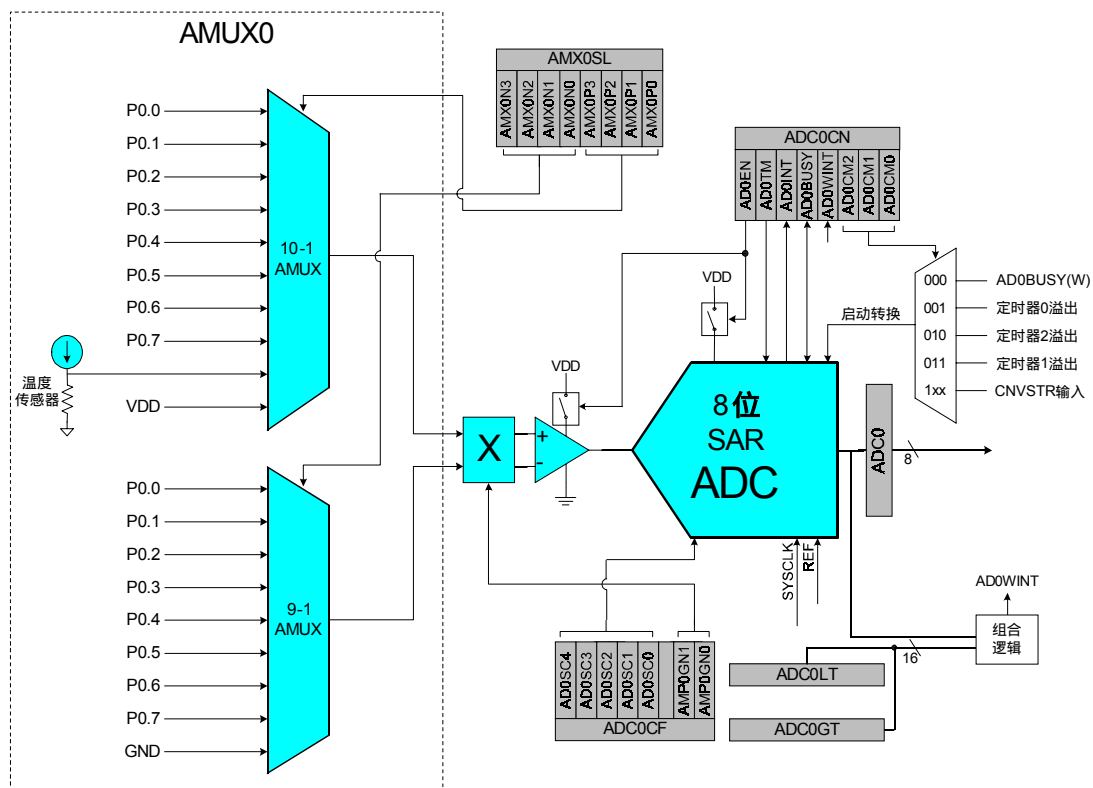 AMUX0
P0.0
P0.1
P0.2
P0.3
P0.4
P0.5
P0.6
P0.7
温度
传感器
VDD
10-1
AMUX
P0.0
P0.1
P0.2
P0.3
P0.4
P0.5
P0.6
P0.7
GND
9-1
AMUX
AMX0SL
AMX0N3
AMX0N2
AMX0N1
AMX0N0
AMX0P3
AMX0P2
AMX0P1
AMX0P0
ADC0CN
AD0EN
AD0TM
AD0INT
AD0BUSY
AD0WINT
AD0CM2
AD0CM1
AD0CM0
VDD
启动转换
000
001
010
011
1xx
AD0BUSY(W)
定时器0溢出
定时器2溢出
定时器1溢出
CNVSTR输入
VDD
X
+
-
8位
SAR
ADC
ADC0
8
SYSCLK
REF
AD0WINT
组合
逻辑
16
AD0SC4
AD0SC3
AD0SC2
AD0SC1
AD0SC0
AMP0GN1
AMP0GN0
ADC0CF
ADC0LT
ADC0GT